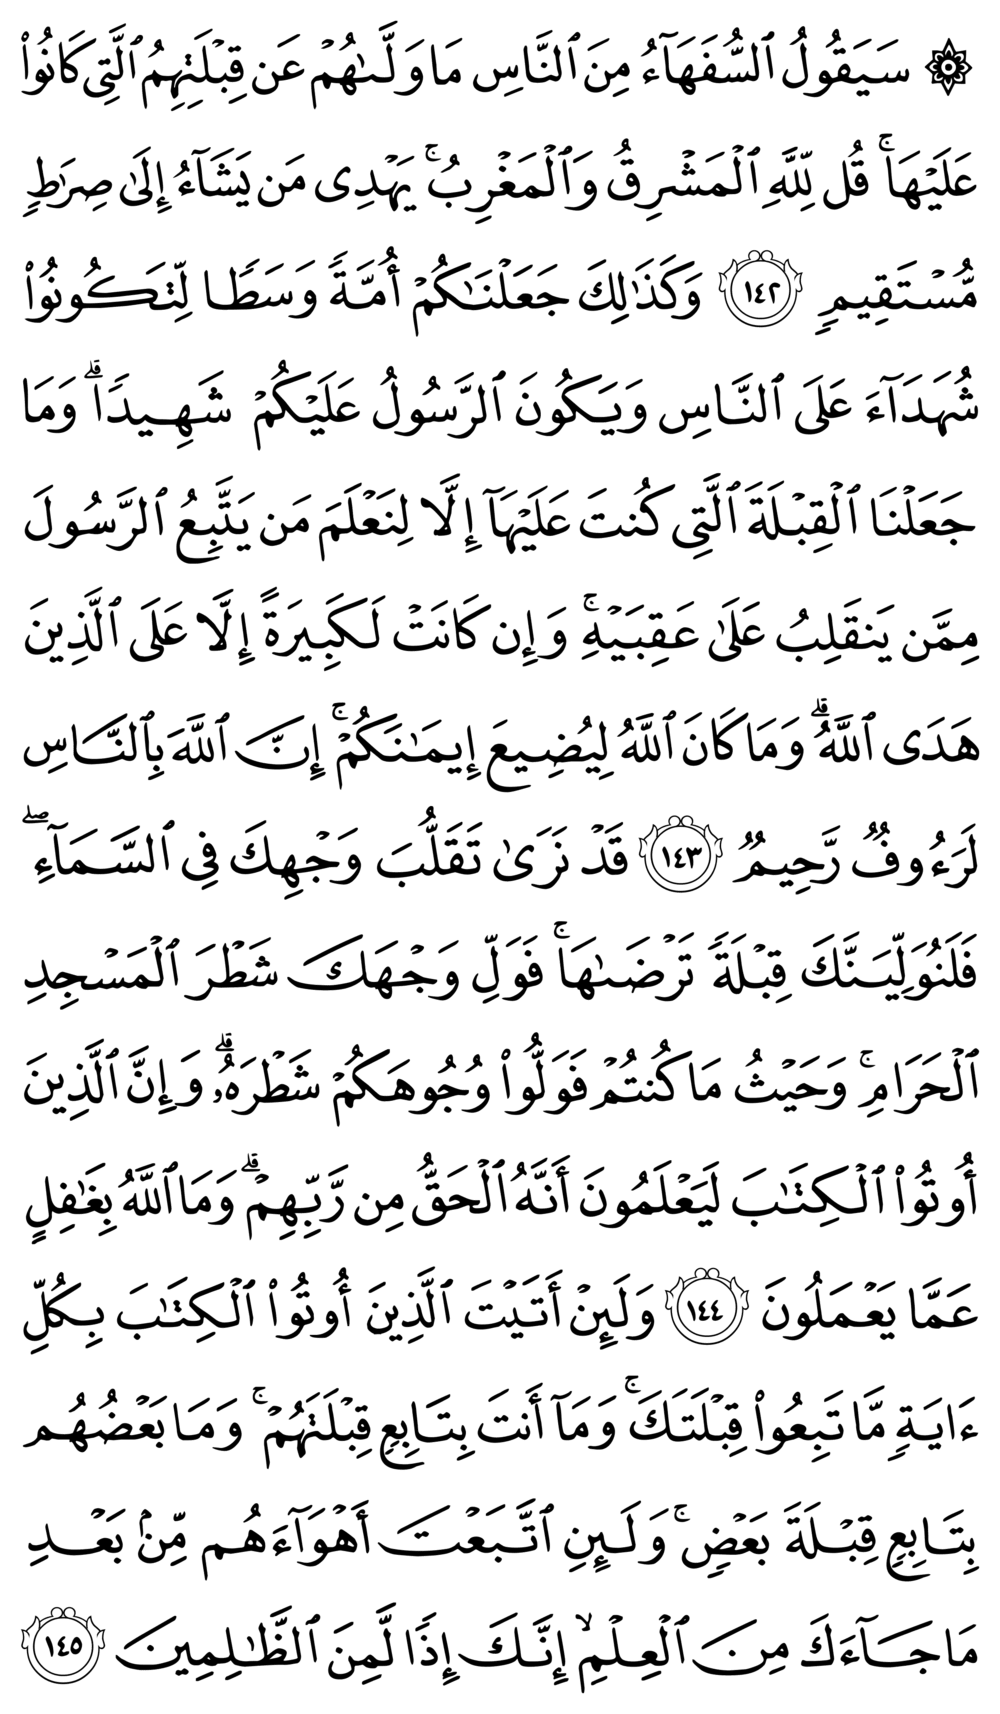 ۞ سَيَقُولُ ٱلسُّفَهَآءُ مِنَ ٱلنَّاسِ مَا وَلَّىٰهُمۡ عَن قِبۡلَتِهِمُ ٱلَّتِي كَانُواْ
عَلَيۡهَاۚ قُل لِّلَّهِ ٱلۡمَشۡرِقُ وَٱلۡمَغۡرِبُۚ يَهۡدِي مَن يَشَآءُ إِلَىٰ صِرَٰطٖ
مُّسۡتَقِيمٖ ١٤٢ وَكَذَٰلِكَ جَعَلۡنَٰكُمۡ أُمَّةٗ وَسَطٗا لِّتَكُونُواْ
شُهَدَآءَ عَلَى ٱلنَّاسِ وَيَكُونَ ٱلرَّسُولُ عَلَيۡكُمۡ شَهِيدٗاۗ وَمَا
جَعَلۡنَا ٱلۡقِبۡلَةَ ٱلَّتِي كُنتَ عَلَيۡهَآ إِلَّا لِنَعۡلَمَ مَن يَتَّبِعُ ٱلرَّسُولَ
مِمَّن يَنقَلِبُ عَلَىٰ عَقِبَيۡهِۚ وَإِن كَانَتۡ لَكَبِيرَةً إِلَّا عَلَى ٱلَّذِينَ
هَدَى ٱللَّهُۗ وَمَا كَانَ ٱللَّهُ لِيُضِيعَ إِيمَٰنَكُمۡۚ إِنَّ ٱللَّهَ بِٱلنَّاسِ
لَرَءُوفٞ رَّحِيمٞ ١٤٣ قَدۡ نَرَىٰ تَقَلُّبَ وَجۡهِكَ فِي ٱلسَّمَآءِۖ
فَلَنُوَلِّيَنَّكَ قِبۡلَةٗ تَرۡضَىٰهَاۚ فَوَلِّ وَجۡهَكَ شَطۡرَ ٱلۡمَسۡجِدِ
ٱلۡحَرَامِۚ وَحَيۡثُ مَا كُنتُمۡ فَوَلُّواْ وُجُوهَكُمۡ شَطۡرَهُۥۗ وَإِنَّ ٱلَّذِينَ
أُوتُواْ ٱلۡكِتَٰبَ لَيَعۡلَمُونَ أَنَّهُ ٱلۡحَقُّ مِن رَّبِّهِمۡۗ وَمَا ٱللَّهُ بِغَٰفِلٍ
عَمَّا يَعۡمَلُونَ ١٤٤ وَلَئِنۡ أَتَيۡتَ ٱلَّذِينَ أُوتُواْ ٱلۡكِتَٰبَ بِكُلِّ
ءَايَةٖ مَّا تَبِعُواْ قِبۡلَتَكَۚ وَمَآ أَنتَ بِتَابِعٖ قِبۡلَتَهُمۡۚ وَمَا بَعۡضُهُم
بِتَابِعٖ قِبۡلَةَ بَعۡضٖۚ وَلَئِنِ ٱتَّبَعۡتَ أَهۡوَآءَهُم مِّنۢ بَعۡدِ
مَا جَآءَكَ مِنَ ٱلۡعِلۡمِ إِنَّكَ إِذٗا لَّمِنَ ٱلظَّٰلِمِينَ ١٤٥